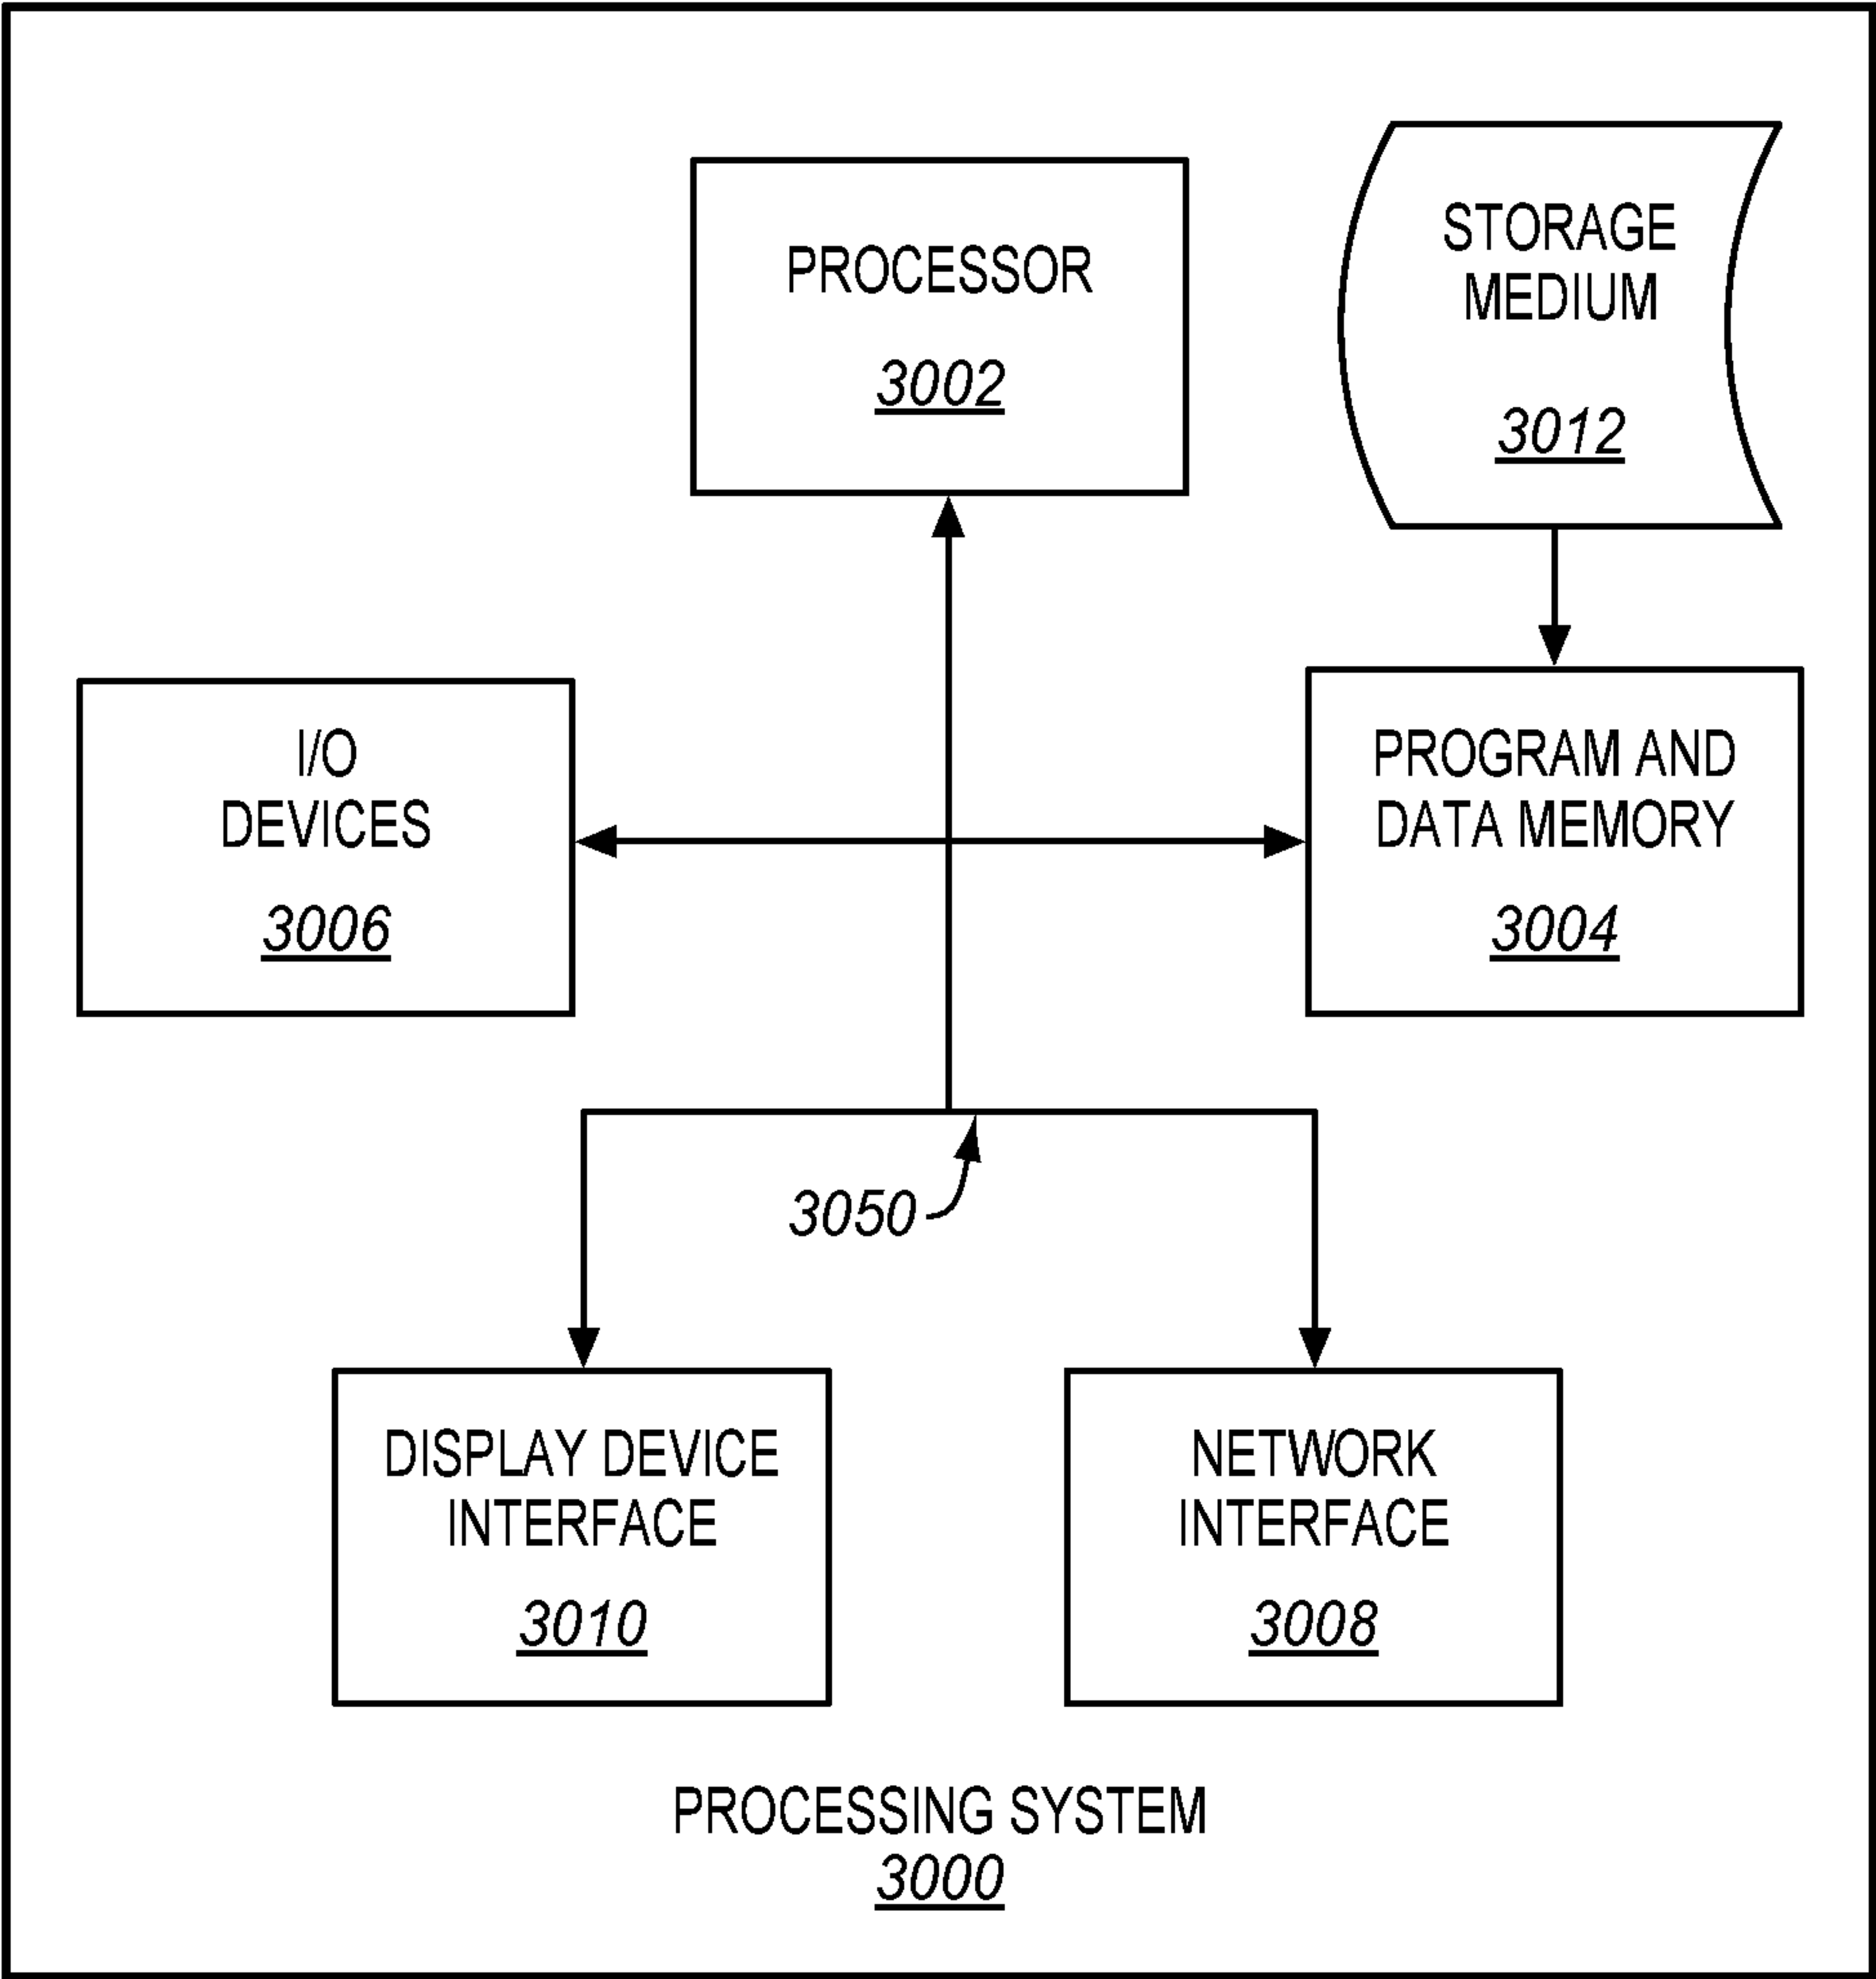 PROCESSOR
3002
STORAGE
MEDIUM
3012
I/O
DEVICES
3006
PROGRAM AND
DATA MEMORY
3004
3050
DISPLAY DEVICE
INTERFACE
3010
NETWORK
INTERFACE
3008
PROCESSING SYSTEM
3000